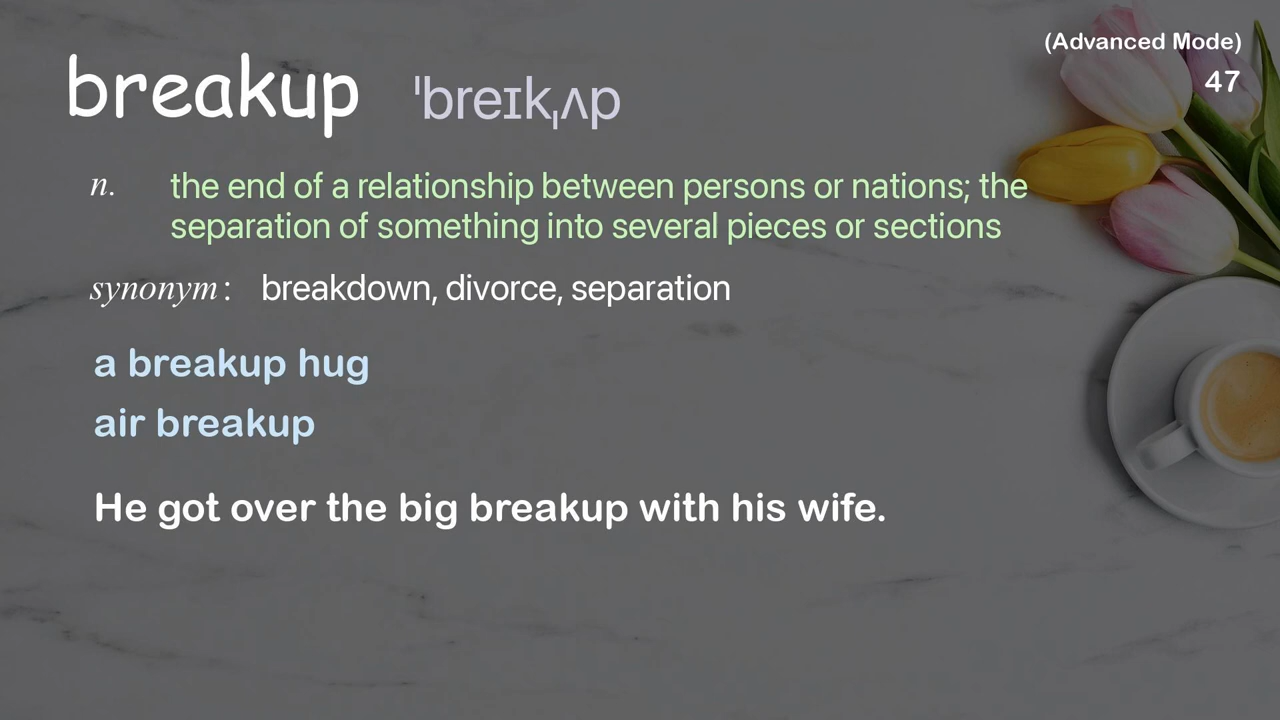 (Advanced Mode)
47
breakup ˈbreɪkˌʌp
n. the end of a relationship between persons or nations; the
separation of something into several pieces or sections
synonym : breakdown, divorce, separation
a breakup hug
air breakup
He got over the big breakup with his wife.